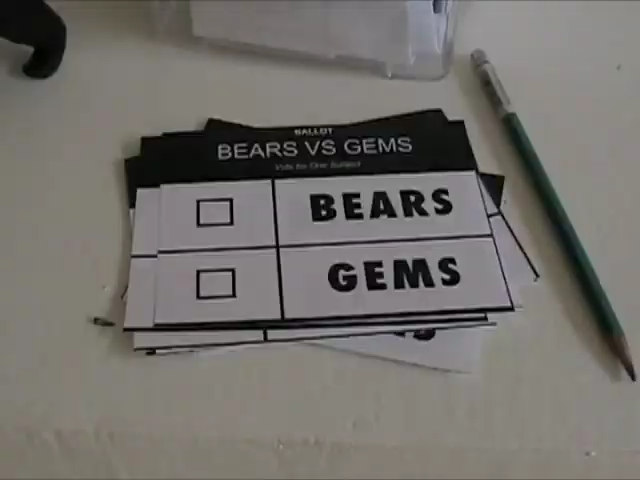 BALLOT
BEARS VS GEMS
Vote for One Subject
BEARS
GEMS